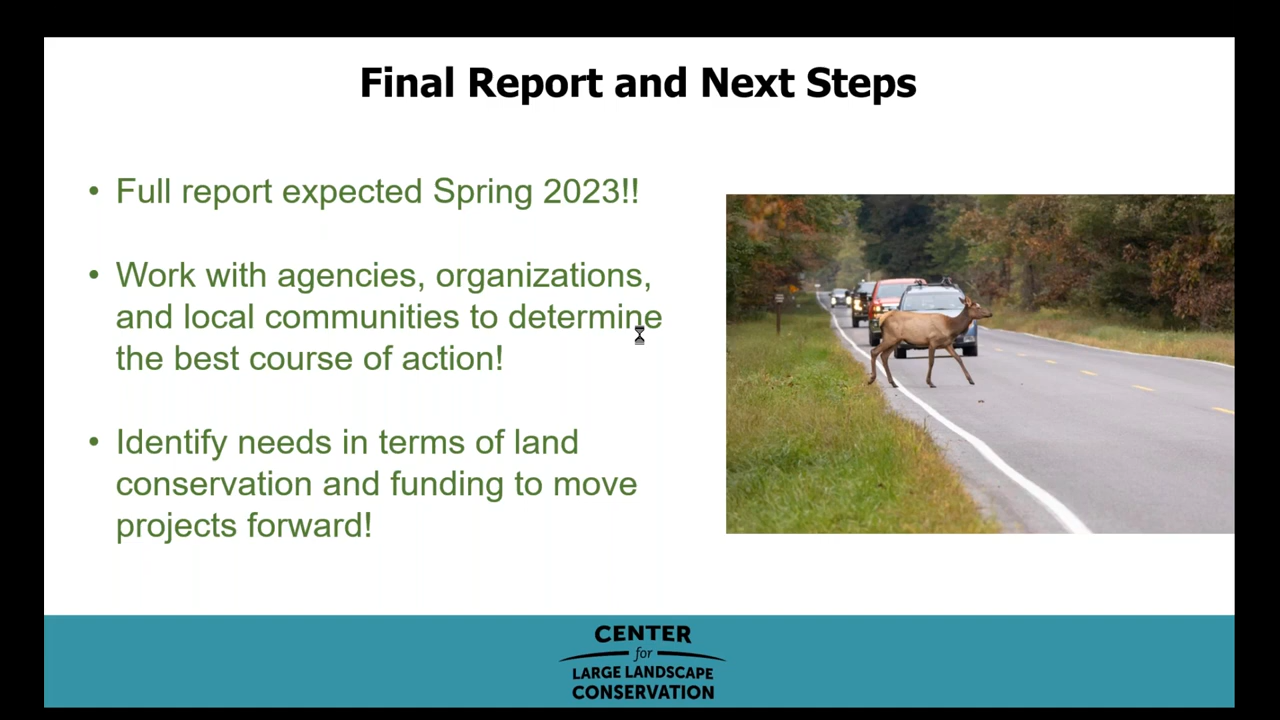 Final Report and Next Steps
• Full report expected Spring 2023!!
• Work with agencies, organizations,
and local communities to determine
the best course of action!
• Identify needs in terms of land
conservation and funding to move
projects forward!
CENTER
for
LARGE LANDSCAPE
CONSERVATION